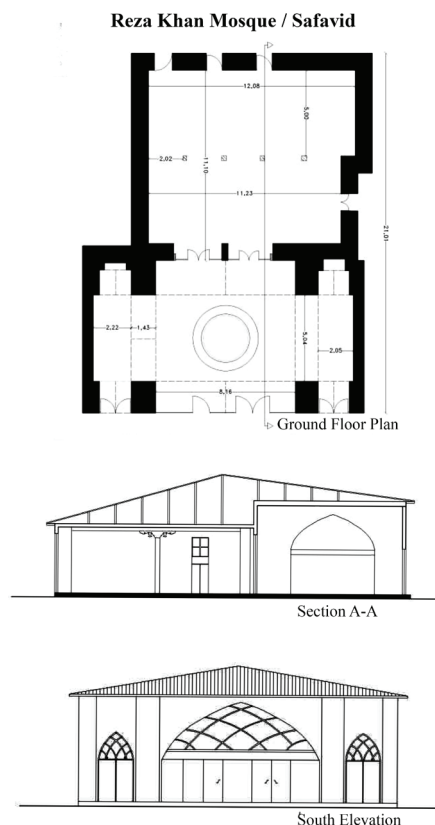 Reza Khan Mosque / Safavid
12,08
5,00
2,02
11,10
11,23
21,01
2,22
1,43
5,04
2,05
8,16
Ground Floor Plan
Section A-A
South Elevation